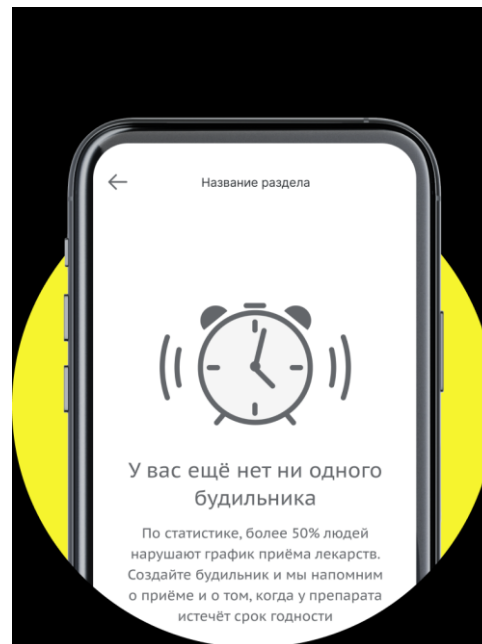 Название раздела
У вас ещё нет ни одного
будильника
По статистике, более 50% людей
нарушают график приёма лекарств.
Создайте будильник и мы напомним
о приёме и о том, когда у препарата
истечёт срок годности